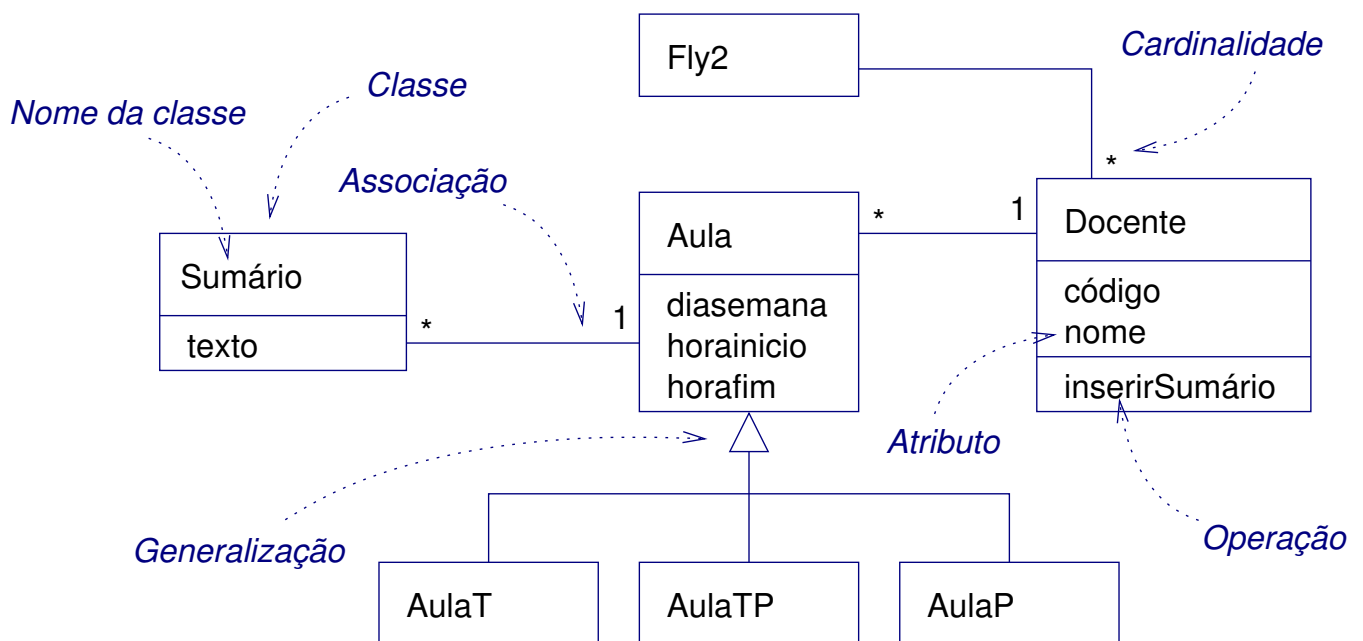 Fly2
Cardinalidade
Classe
Nome da classe
Associação
*
Aula
*
1
Docente
Sumário
código
nome
diasemana
horainicio
horafim
*
1
texto
inserirSumário
Atributo
Generalização
Operação
AulaT
AulaTP
AulaP